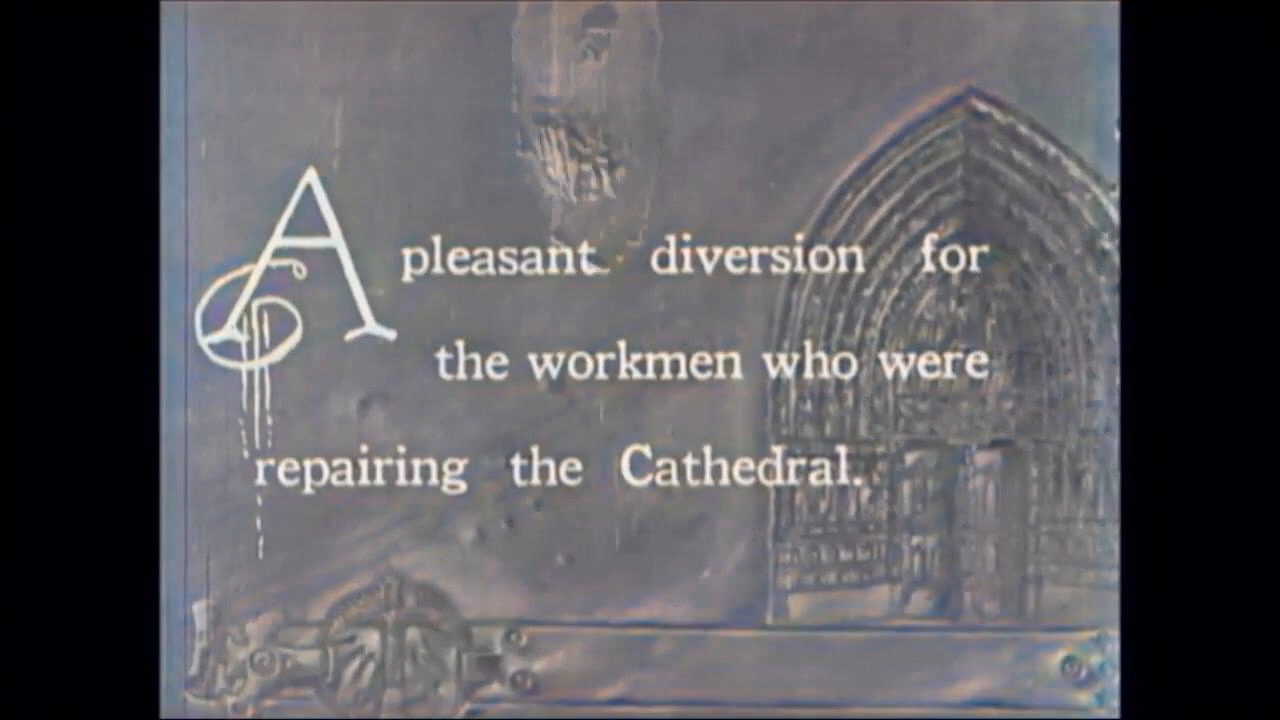 A pleasant diversion for
the workmen who were
repairing the Cathedral.